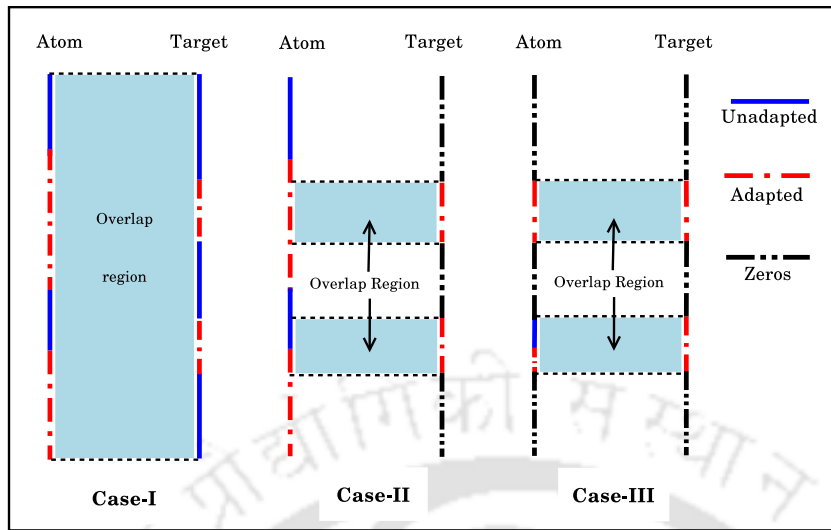 Atom Target Atom Target Atom Target
Unadapted
Overlap
region
Adapted
Overlap Region Overlap Region
Zeros
Case-I Case-II Case-III